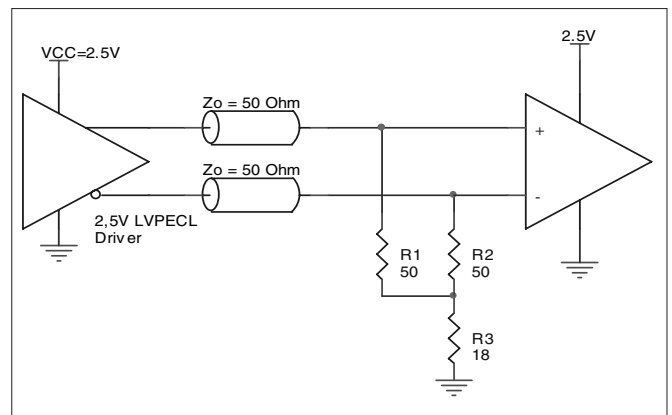 VCC=2.5V
2.5V
Zo = 50 Ohm
Zo = 50 Ohm
+
-
2,5V LVPECL
Driver
R1
50
R2
50
R3
18